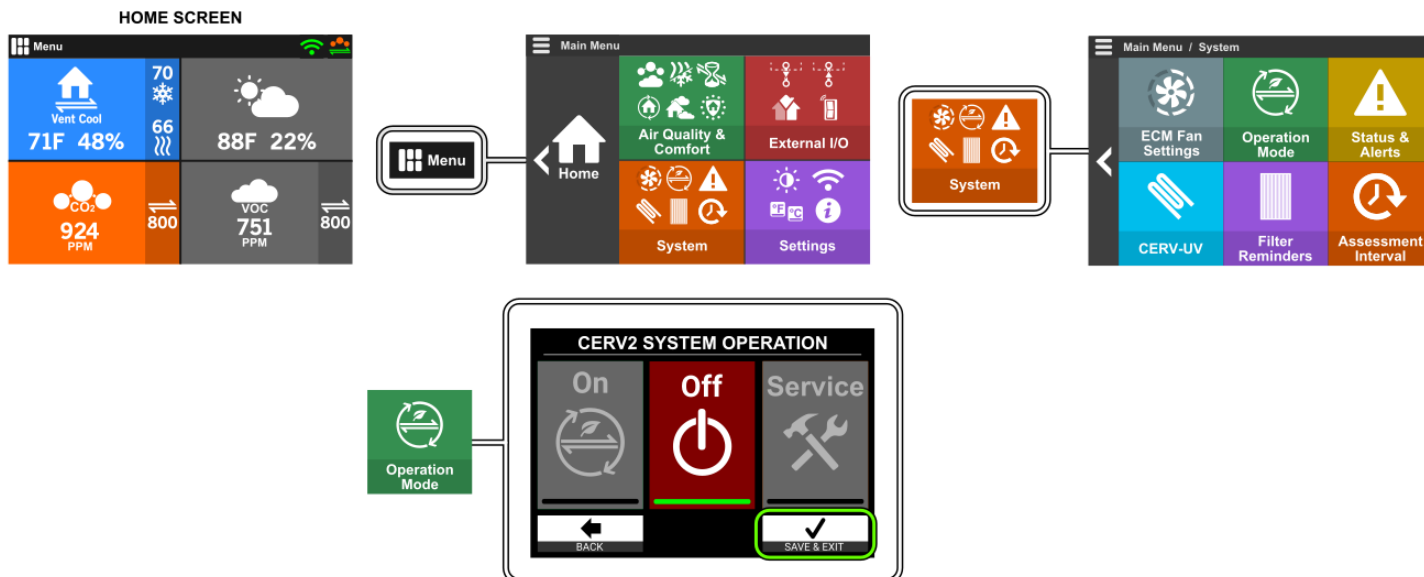 HOME SCREEN
Menu
Vent Cool
71F 48%
70
66
88F 22%
CO₂
924
PPM
800
VOC
751
PPM
800
Menu
Main Menu
Home
Air Quality &
Comfort
External I/O
°F °C i
System
Settings
System
Main Menu / System
ECM Fan
Settings
Operation
Mode
Status &
Alerts
CERV-UV
Filter
Reminders
Assessment
Interval
Operation
Mode
CERV2 SYSTEM OPERATION
On
Off
Service
BACK
SAVE & EXIT